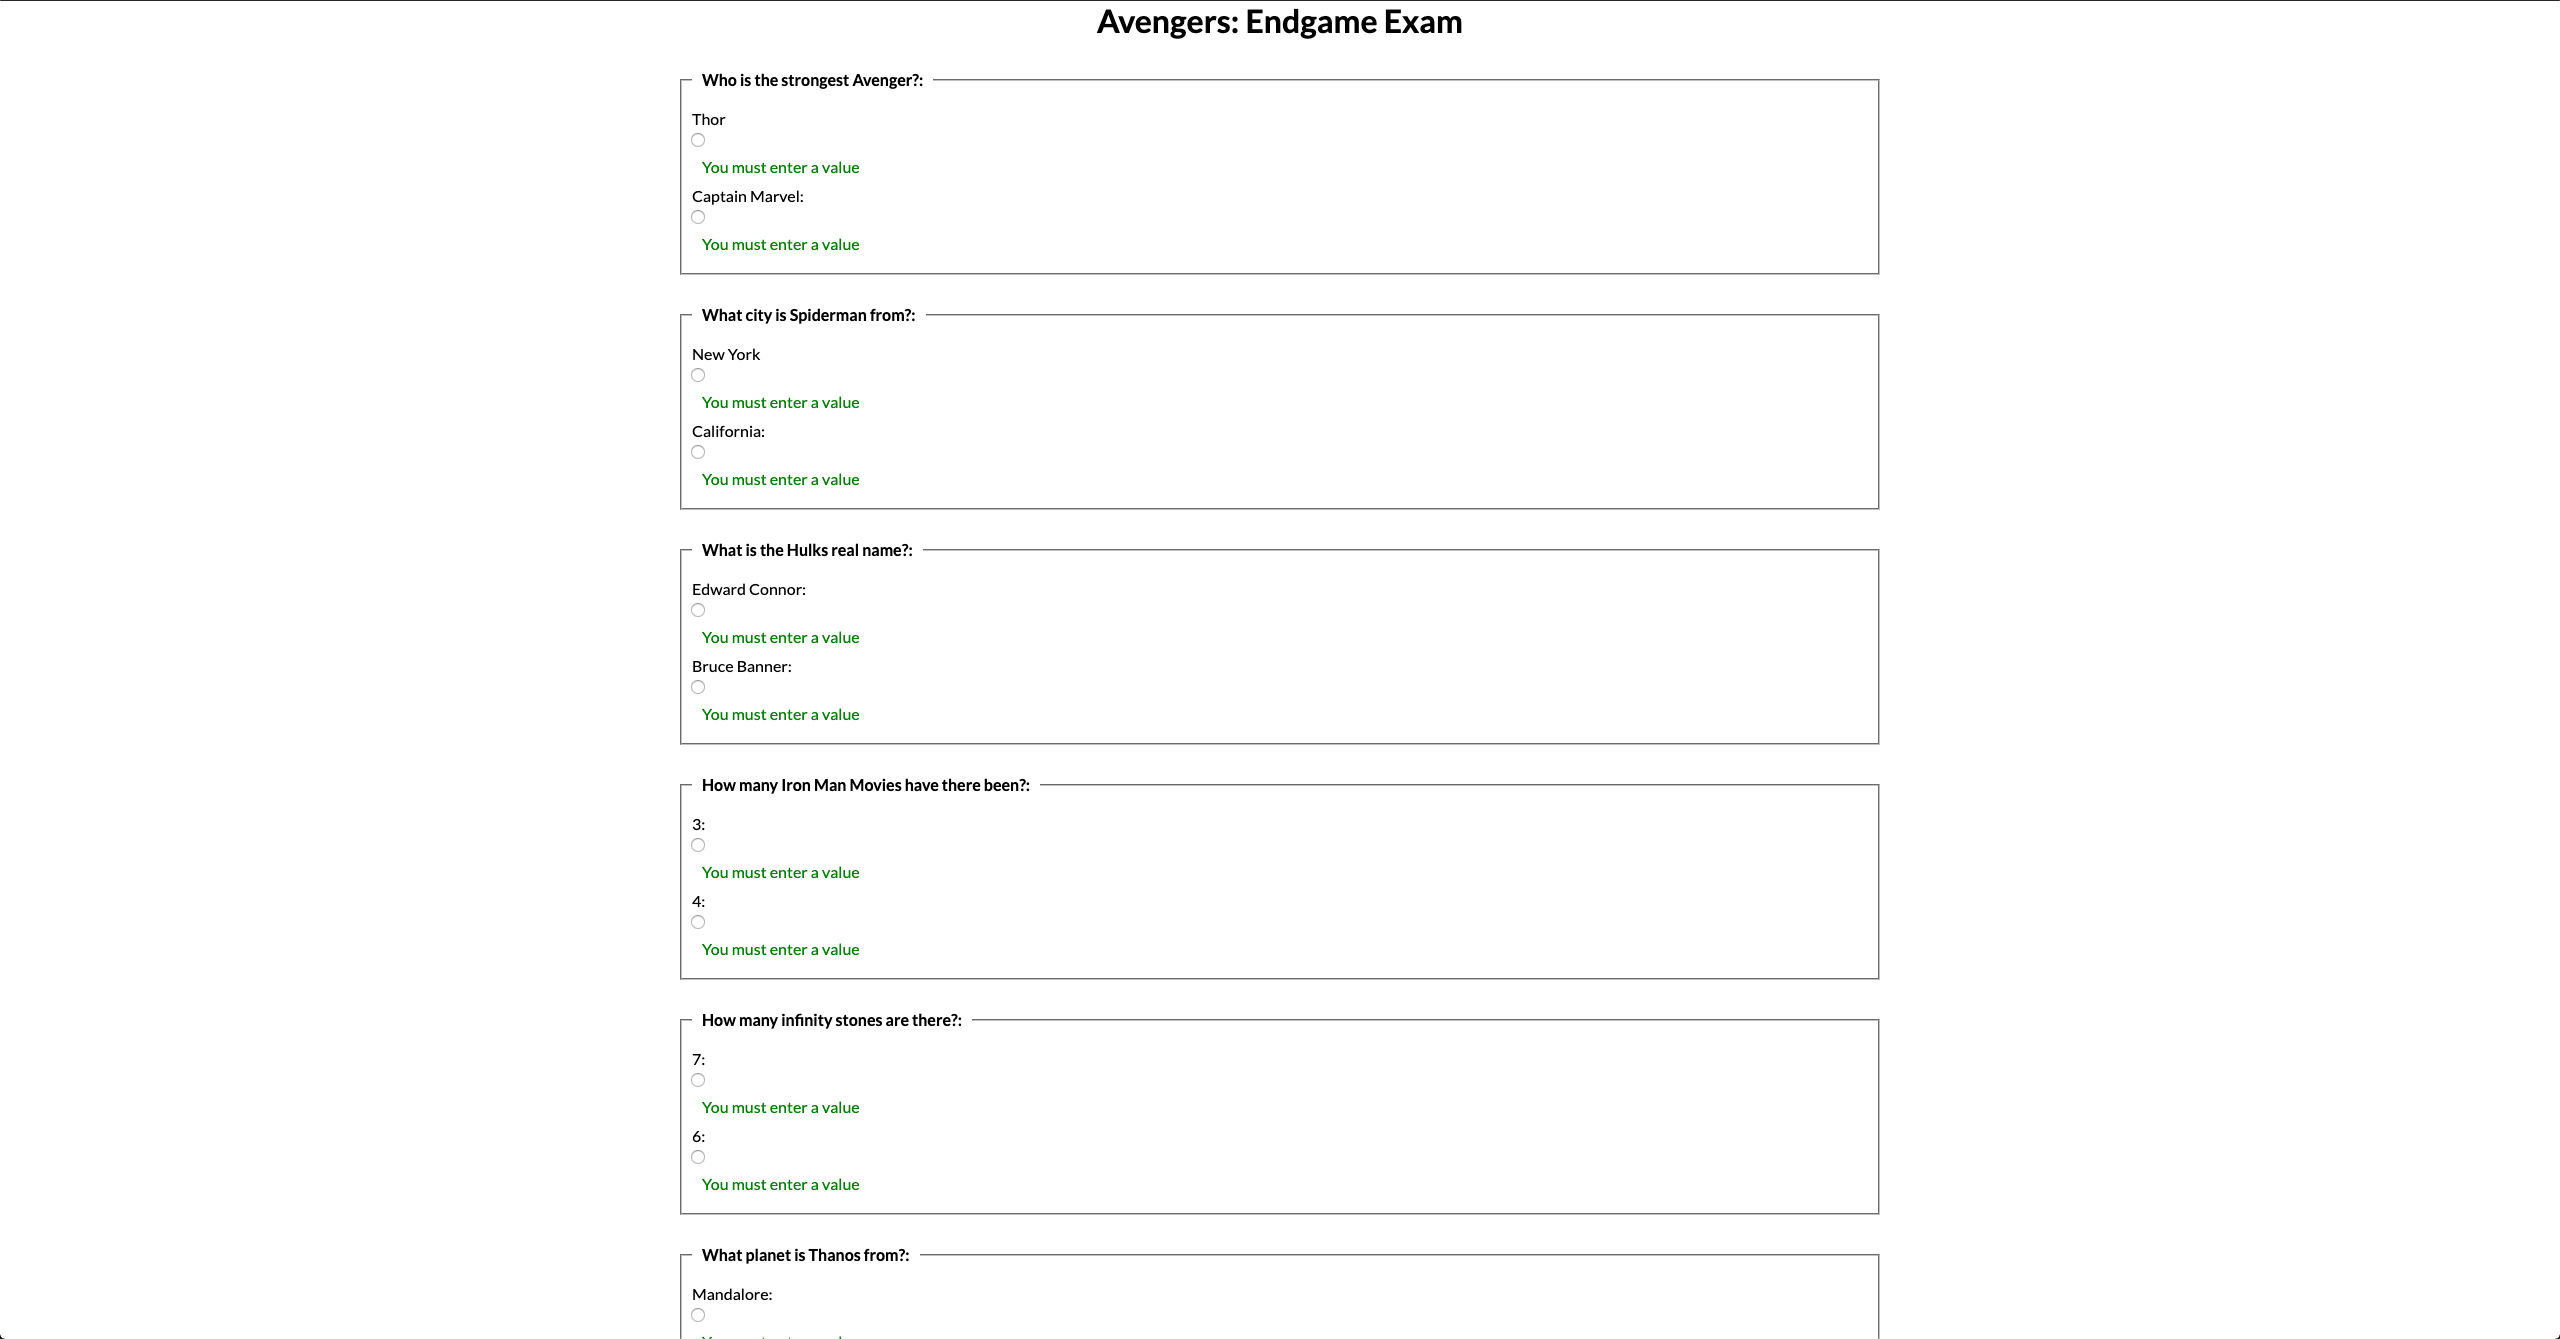 Avengers: Endgame Exam
Who is the strongest Avenger?:
Thor
You must enter a value
Captain Marvel:
You must enter a value
What city is Spiderman from?:
New York
You must enter a value
California:
You must enter a value
What is the Hulks real name?:
Edward Connor:
You must enter a value
Bruce Banner:
You must enter a value
How many Iron Man Movies have there been?:
3:
You must enter a value
4:
You must enter a value
How many infinity stones are there?:
7:
You must enter a value
6:
You must enter a value
What planet is Thanos from?:
Mandalore: